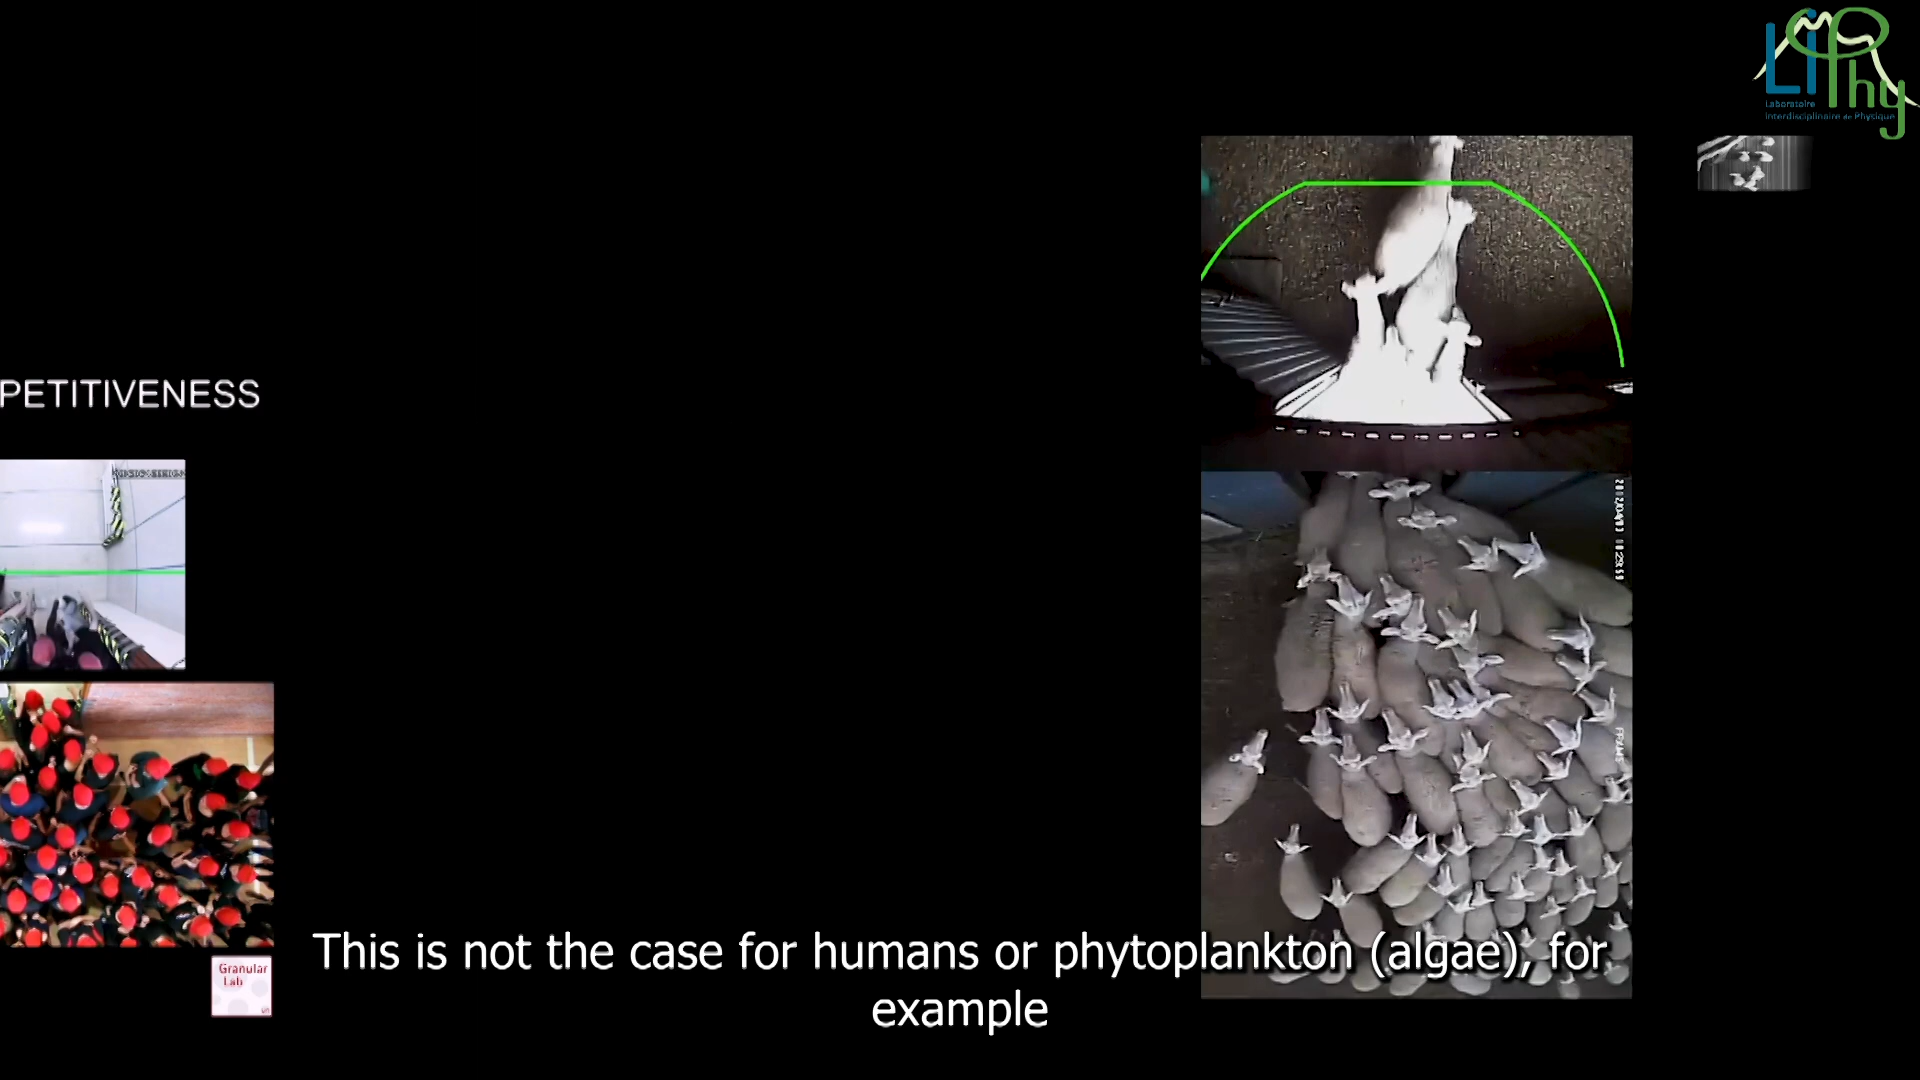 LiPhy
Laboratoire
Interdisciplinaire de Physique
PETITIVENESS
Granular
Lab
This is not the case for humans or phytoplankton (algae), for
example